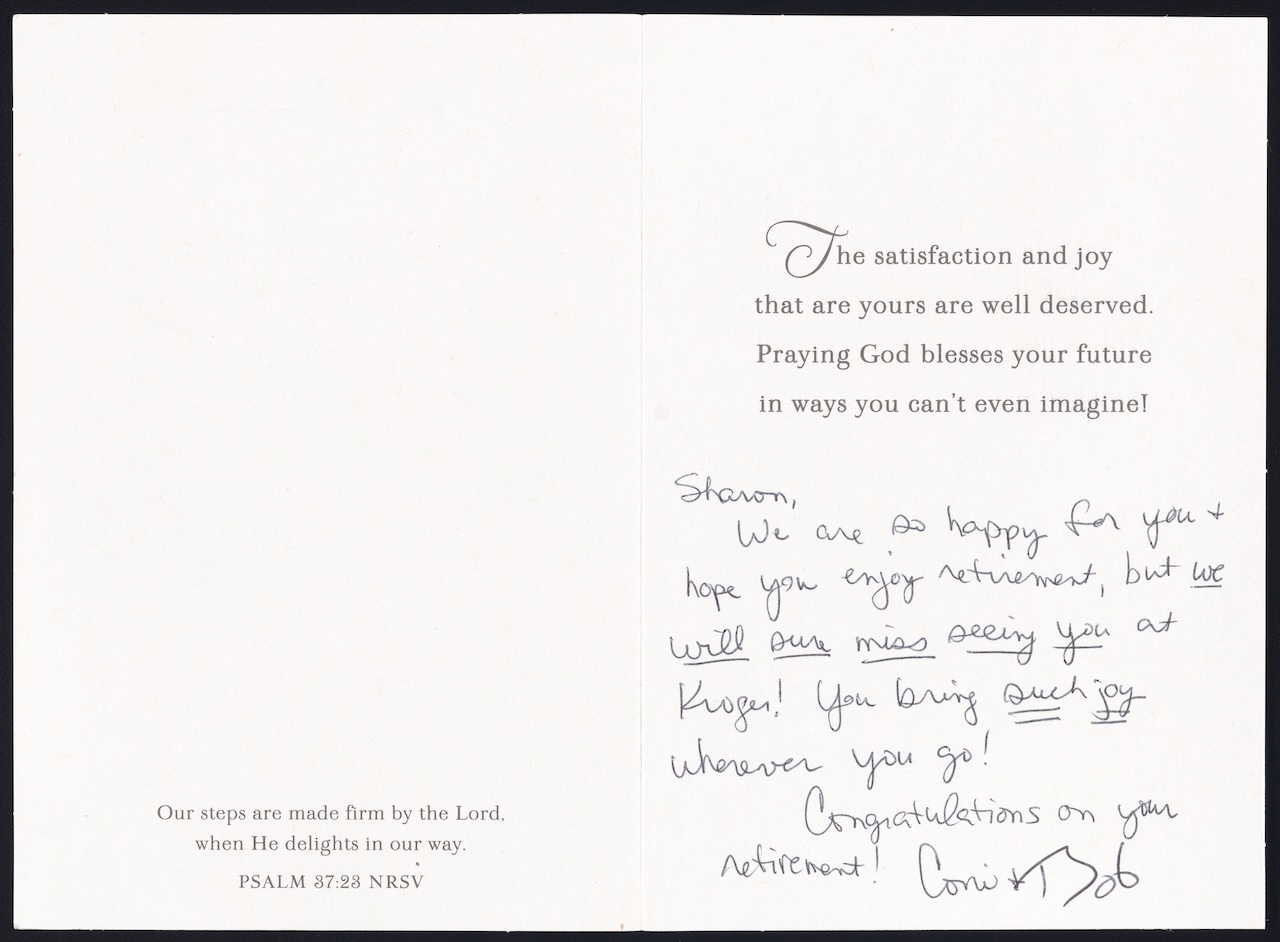 Our steps are made firm by the Lord,
when He delights in our way.
PSALM 37:23 NRSV
The satisfaction and joy
that are yours are well deserved.
Praying God blesses your future
in ways you can't even imagine!
Sharon,
We are so happy for you +
hope you enjoy retirement, but we
will sure miss seeing you at
Kroger! You bring such joy
wherever you go!
Congratulations on your
retirement! Coni + Bob